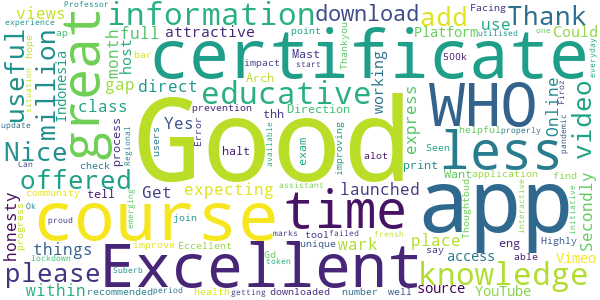 views information download add Thank
Facing Professor experience
attractive full host ap bar impact point Thankyou one Could
Platform use 500k everyday
useful million great month Indonesia certificate
Mast start Arch utilised
gap direct working Direction
class educative express WHO video Online
situation hope update
Nice process Yes Error prevention thh regional
users halt available exam improving alot
Good less
Seen helpful properly pandemic Firoz
offered check Can Get expecting print Want application find
course time app Secondly
honesty tell launched place Thoughtbud interactive initiative
progress community Ok proud emerging join assistant
things wark eng access Highly
please Excellent knowledge Vimeo
improve Eccellent marks tool failed unique Gd token freesh say able
within lockdown Suberb source YouTube
recommended period health getting downloaded number well